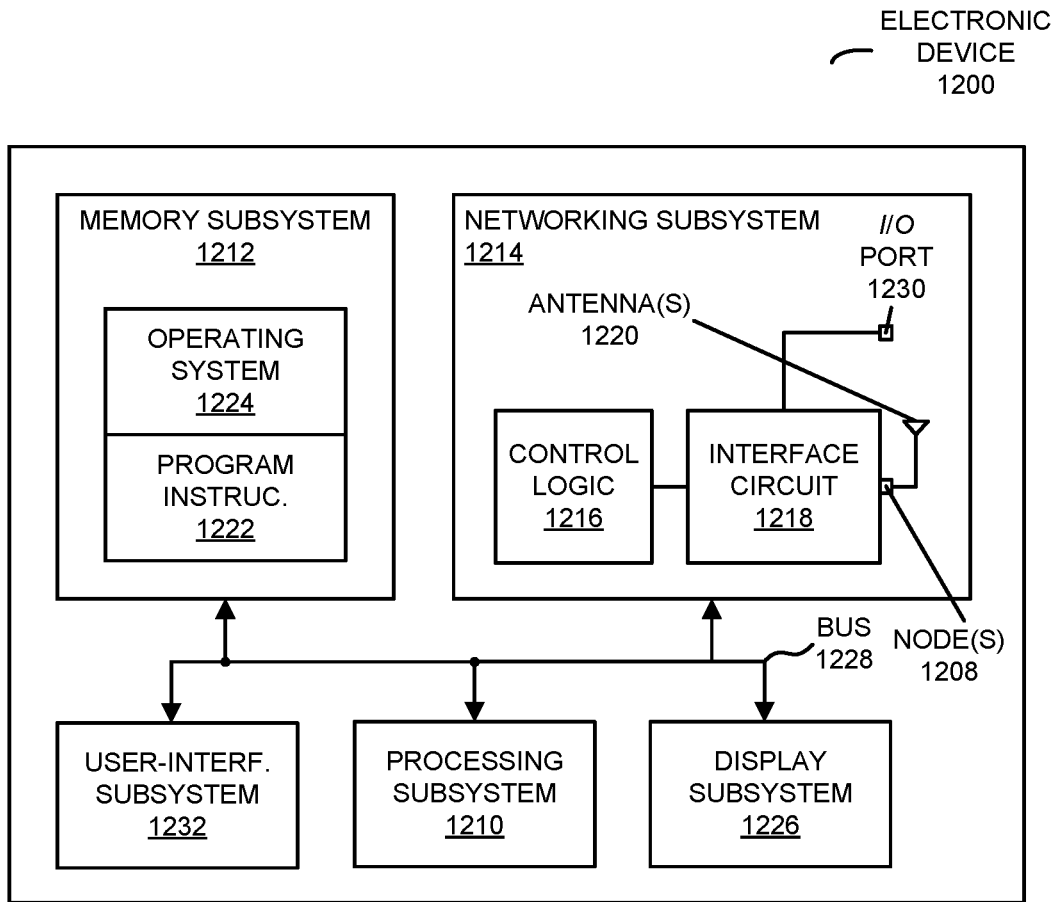 ELECTRONIC
DEVICE
1200
MEMORY SUBSYSTEM
1212
OPERATING
SYSTEM
1224
PROGRAM
INSTRUC.
1222
NETWORKING SUBSYSTEM
1214
I/O
PORT
1230
ANTENNA(S)
1220
CONTROL
LOGIC
1216
INTERFACE
CIRCUIT
1218
BUS
1228
NODE(S)
1208
USER-INTERF.
SUBSYSTEM
1232
PROCESSING
SUBSYSTEM
1210
DISPLAY
SUBSYSTEM
1226